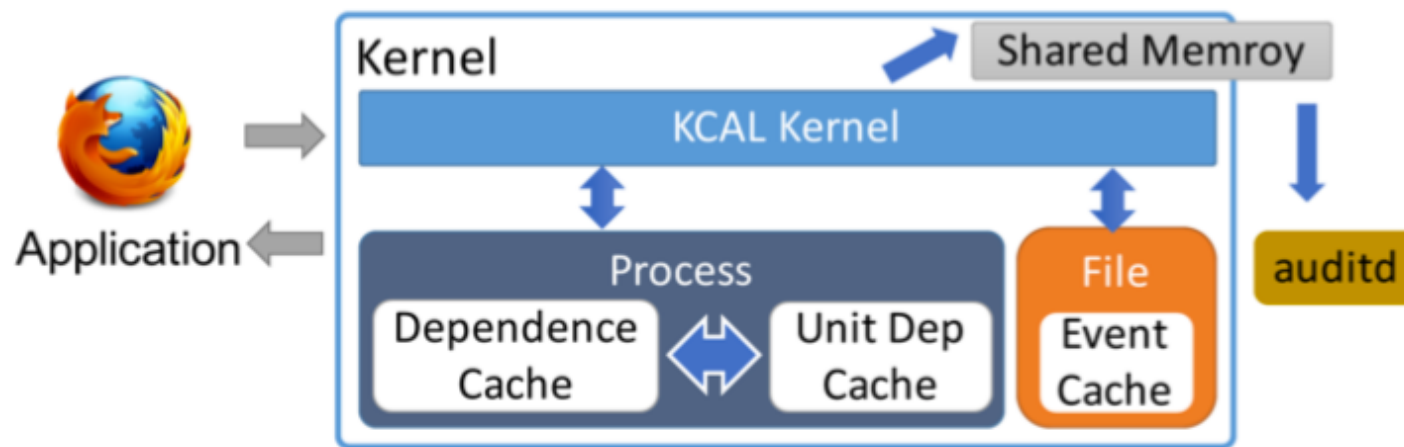 Kernel
Shared Memroy
KCAL Kernel
Application
Process
File
auditd
Dependence
Cache
Unit Dep
Cache
Event
Cache